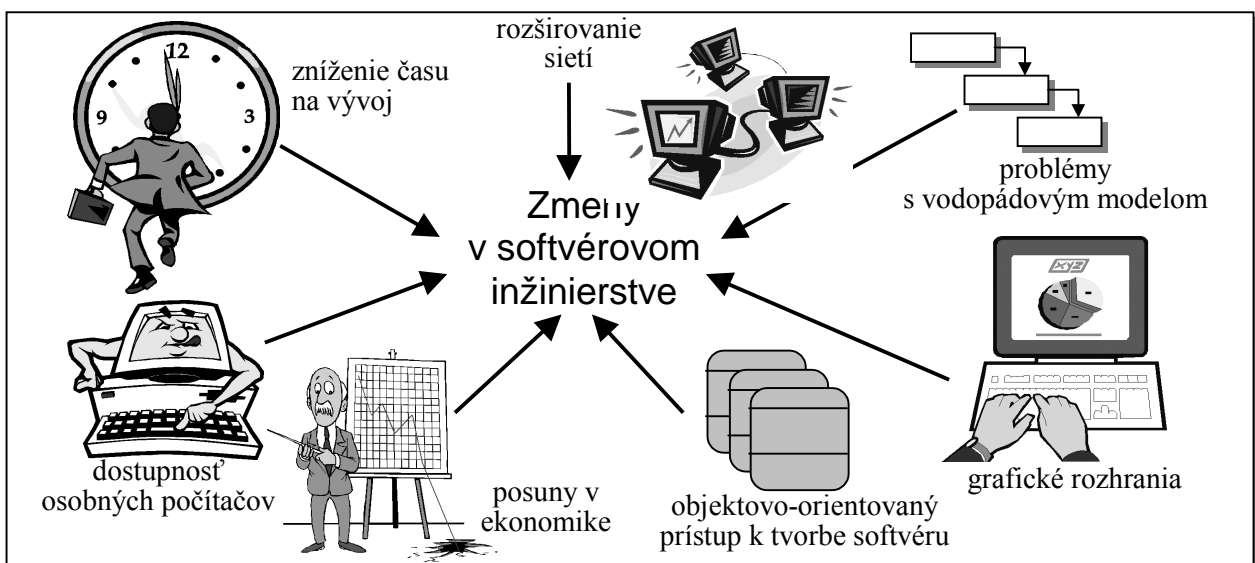 rozširovanie
sietí
12
9
3
zníženie času
na vývoj
problémy
s vodopádovým modelom
Zmeny
v softvérovom
inžinierstve
xyz
dostupnosť
osobných počítačov
posuny v
ekonomike
objektovo-orientovaný
prístup k tvorbe softvéru
grafické rozhrania